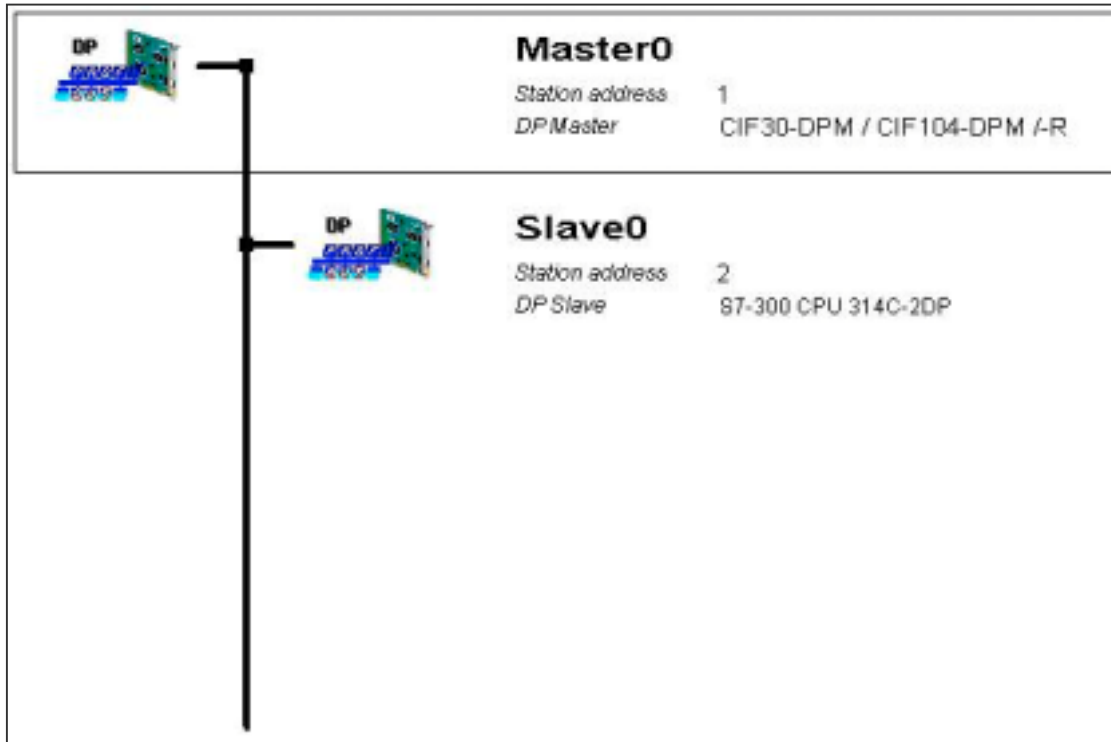 DP
Master0
Station address 1
DP Master CIF30-DPM / CIF104-DPM /-R
DP
Slave0
Station address 2
DP Slave S7-300 CPU 314C-2DP